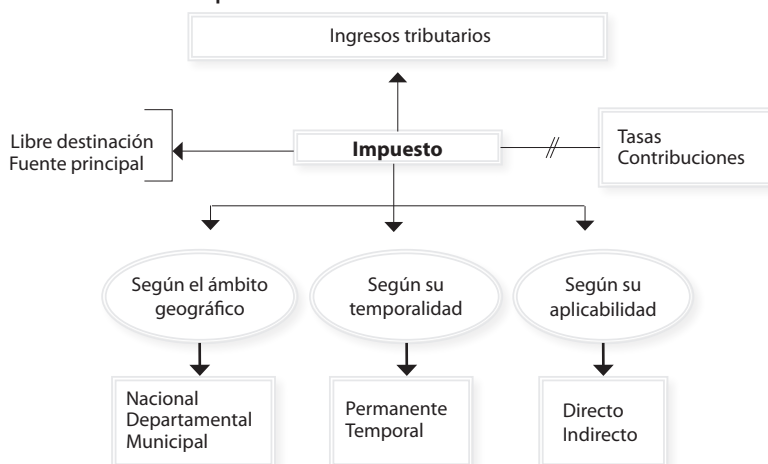 Ingresos tributarios
Libre destinación
Fuente principal
Impuesto
Tasas
Contribuciones
Según el ámbito
geográfico
Según su
temporalidad
Según su
aplicabilidad
Nacional
Departamental
Municipal
Permanente
Temporal
Directo
Indirecto